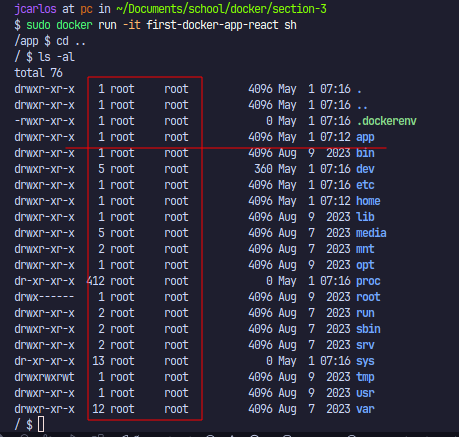 jcarlos at pc in ~/Documents/school/docker/section-3
$ sudo docker run -it first-docker-app-react sh
/app $ cd ..
/ $ ls -al
total 76
drwxr-xr-x 1 root root 4096 May 1 07:16 .
drwxr-xr-x 1 root root 4096 May 1 07:16 ..
-rwxr-xr-x 1 root root 0 May 1 07:16 .dockerenv
drwxr-xr-x 1 root root 4096 May 1 07:12 app
drwxr-xr-x 1 root root 4096 Aug 9 2023 bin
drwxr-xr-x 5 root root 360 May 1 07:16 dev
drwxr-xr-x 1 root root 4096 May 1 07:16 etc
drwxr-xr-x 1 root root 4096 May 1 07:12 home
drwxr-xr-x 1 root root 4096 Aug 9 2023 lib
drwxr-xr-x 5 root root 4096 Aug 7 2023 media
drwxr-xr-x 2 root root 4096 Aug 7 2023 mnt
drwxr-xr-x 1 root root 4096 Aug 9 2023 opt
dr-xr-xr-x 412 root root 0 May 1 07:16 proc
drwx------ 1 root root 4096 Aug 9 2023 root
drwxr-xr-x 2 root root 4096 Aug 7 2023 run
drwxr-xr-x 2 root root 4096 Aug 7 2023 sbin
drwxr-xr-x 2 root root 4096 Aug 7 2023 srv
dr-xr-xr-x 13 root root 0 May 1 07:16 sys
drwxrwxrwt 1 root root 4096 Aug 9 2023 tmp
drwxr-xr-x 1 root root 4096 Aug 9 2023 usr
drwxr-xr-x 12 root root 4096 Aug 7 2023 var
/ $